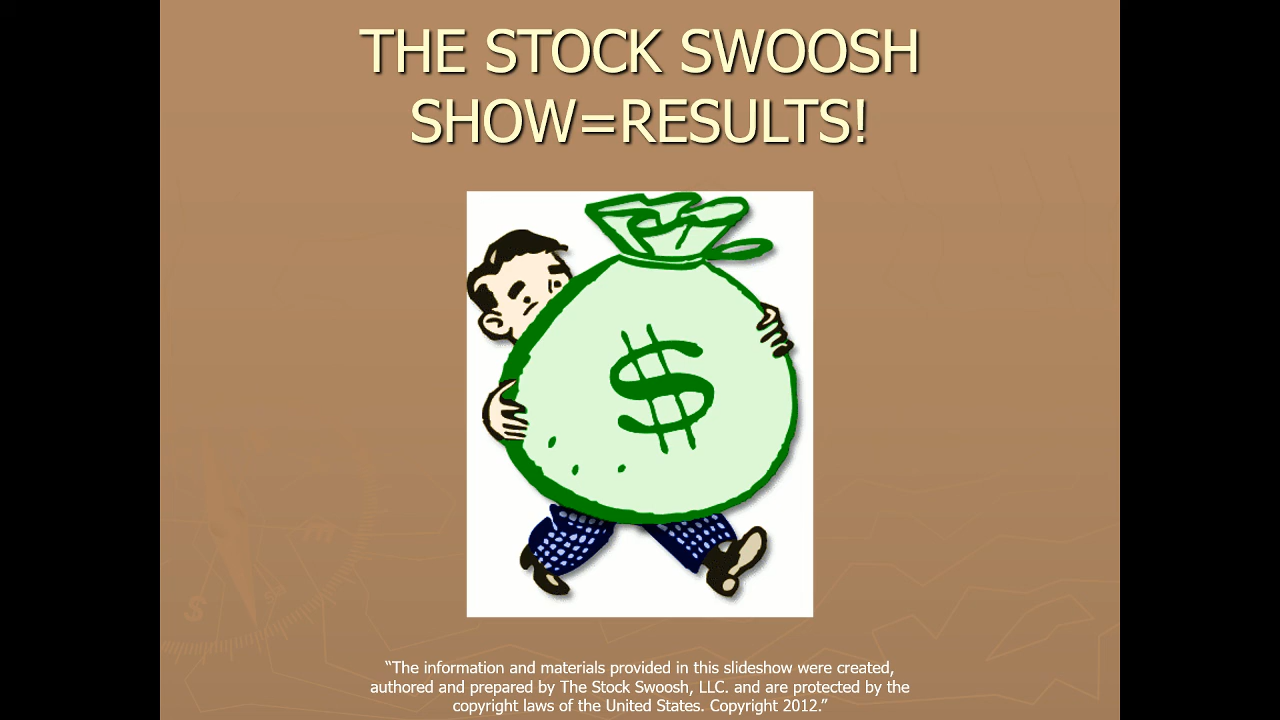 THE STOCK SWOOSH
SHOW=RESULTS!
$
“The information and materials provided in this slideshow were created,
authored and prepared by The Stock Swoosh, LLC. and are protected by the
copyright laws of the United States. Copyright 2012.”